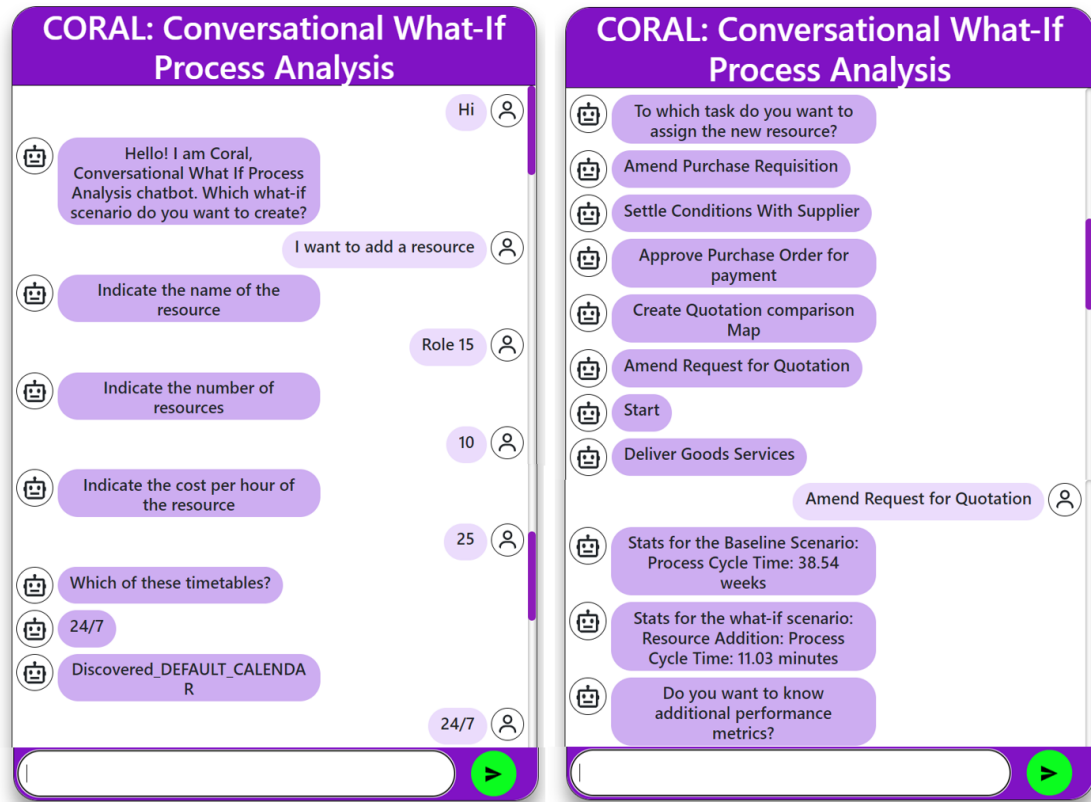 CORAL: Conversational What-If
Process Analysis
Hi
Hello! I am Coral,
Conversational What If Process
Analysis chatbot. Which what-if
scenario do you want to create?
I want to add a resource
Indicate the name of the
resource
Role 15
Indicate the number of
resources
10
Indicate the cost per hour of
the resource
25
Which of these timetables?
24/7
Discovered_DEFAULT_CALENDA
R
24/7
CORAL: Conversational What-If
Process Analysis
To which task do you want to
assign the new resource?
Amend Purchase Requisition
Settle Conditions With Supplier
Approve Purchase Order for
payment
Create Quotation comparison
Map
Amend Request for Quotation
Start
Deliver Goods Services
Amend Request for Quotation
Stats for the Baseline Scenario:
Process Cycle Time: 38.54
weeks
Stats for the what-if scenario:
Resource Addition: Process
Cycle Time: 11.03 minutes
Do you want to know
additional performance
metrics?